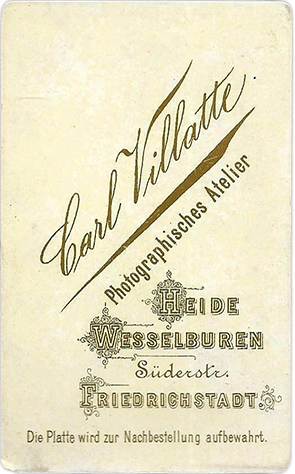 Carl Villatte
Photographisches Atelier
HEIDE
WESSELBUREN
Süderstr.
FRIEDRICHSTADT
Die Platte wird zur Nachbestellung aufbewahrt.